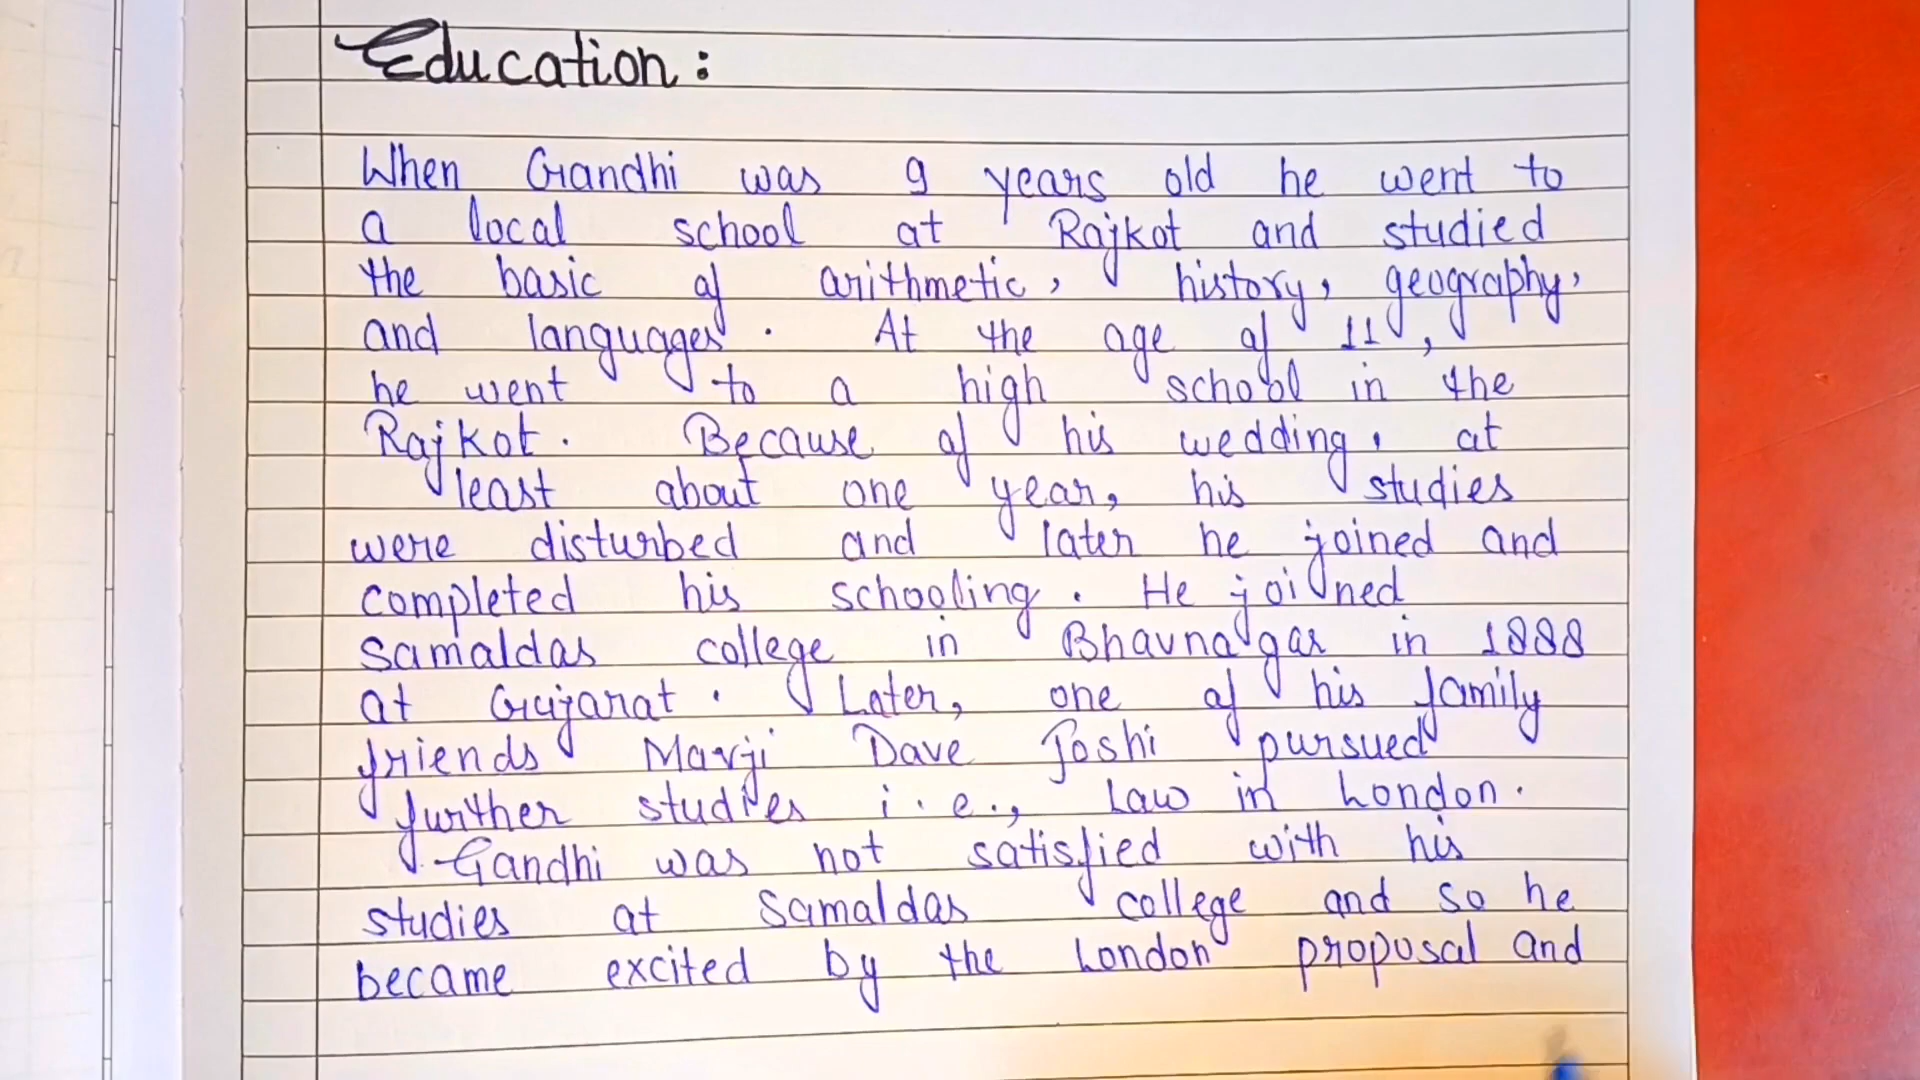 Education :
When Gandhi was 9 years old he went to
a local school at Rajkot and studied
the basic of arithmetic, history, geography,
and languages. At the age of 11,
he went to a high school in the
Rajkot. Because of his wedding, at
least about one year, his studies
were disturbed and later he joined and
completed his schooling. He joined
samaldas college in Bhavnagar in 1888
at Gujarat. Later, one of his family
friends Mavji Dave Joshi pursued
further studies i.e., Law in London.
Gandhi was not satisfied with his
studies at Samaldas college and so he
became excited by the London proposal and